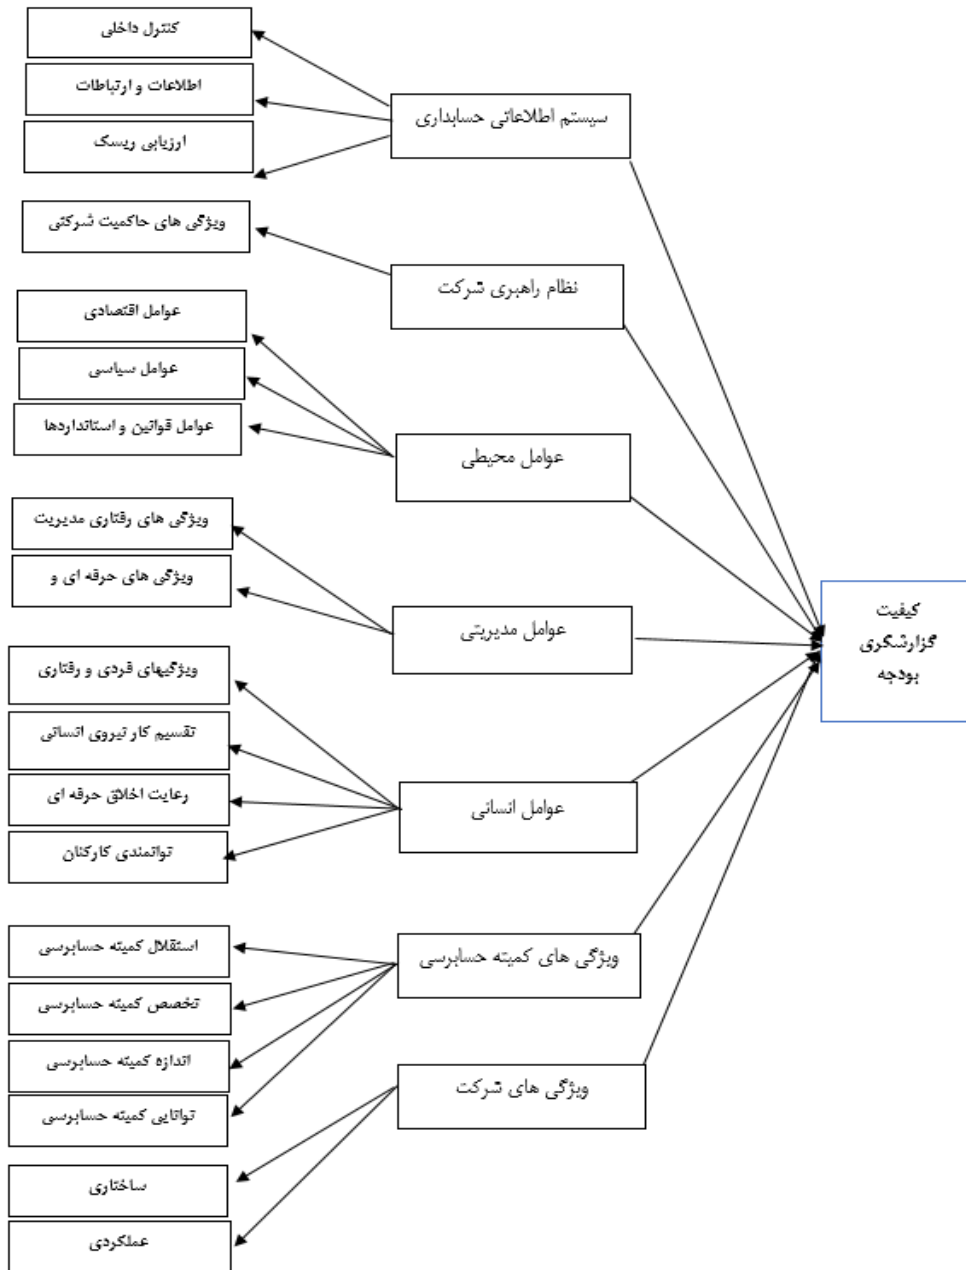 کنترل داخلی
اطلاعات و ارتباطات
ارزیابی ریسک
سیستم اطلاعاتی حسابداری
ویژگی های حاکمیت شرکتی
نظام راهبری شرکت
عوامل اقتصادی
عوامل سیاسی
عوامل قوانین و استانداردها
عوامل محیطی
ویژگی های رفتاری مدیریت
ویژگی های حرفه ای و
عوامل مدیریتی
کیفیت
گزارشگری
بودجه
ویژگیهای فردی و رفتاری
تقسیم کار نیروی انسانی
رعایت اخلاق حرفه ای
توانمندی کارکنان
عوامل انسانی
استقلال کمیته حسابرسی
تخصص کمیته حسابرسی
اندازه کمیته حسابرسی
توانایی کمیته حسابرسی
ویژگی های کمیته حسابرسی
ویژگی های شرکت
ساختاری
عملکردی